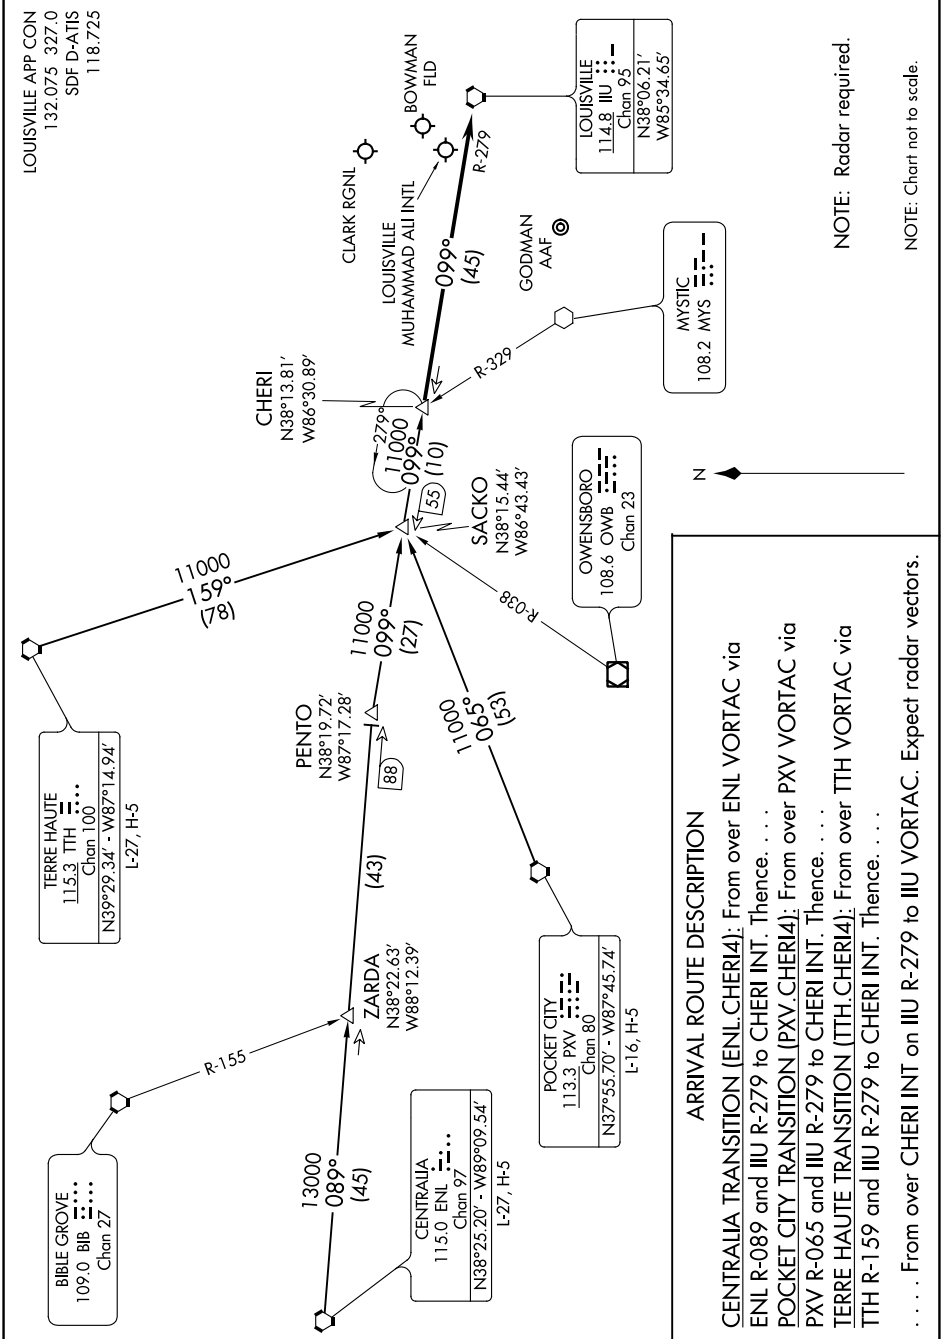 LOUISVILLE APP CON
132.075 327.0
SDF D-ATIS
118.725
TERRE HAUTE
115.3 TTH
Chan 100
N39°29.34' - W87°14.94'
L-27, H-5
11000
159°
(78)
CHERI
N38°13.81'
W86°30.89'
CLARK RGNL
BOWMAN
FLD
LOUISVILLE
MUHAMMAD ALI INTL
R-279
LOUISVILLE
114.8 IIU
Chan 95
N38°06.21'
W85°34.65'
099°
(45)
GODMAN
AAF
279°
11000
099°
(10)
55
SACKO
N38°15.44'
W86°43.43'
R-329
MYSTIC
108.2 MYS
NOTE: Radar required.
NOTE: Chart not to scale.
BIBLE GROVE
109.0 BIB
Chan 27
R-155
ZARDA
N38°22.63'
W88°12.39'
(43)
PENTO
N38°19.72'
W87°17.28'
88
11000
099°
(27)
13000
089°
(45)
CENTRALIA
115.0 ENL
Chan 97
N38°25.20' - W89°09.54'
L-27, H-5
11000
065°
(53)
POCKET CITY
113.3 PXV
Chan 80
N37°55.70' - W87°45.74'
L-16, H-5
R-038
OWENSBORO
108.6 OWB
Chan 23
N
ARRIVAL ROUTE DESCRIPTION
CENTRALIA TRANSITION (ENL.CHERI4): From over ENL VORTAC via
ENL R-089 and IIU R-279 to CHERI INT. Thence. . . .
POCKET CITY TRANSITION (PXV.CHERI4): From over PXV VORTAC via
PXV R-065 and IIU R-279 to CHERI INT. Thence. . . .
TERRE HAUTE TRANSITION (TTH.CHERI4): From over TTH VORTAC via
TTH R-159 and IIU R-279 to CHERI INT. Thence. . . .
. . . . From over CHERI INT on IIU R-279 to IIU VORTAC. Expect radar vectors.